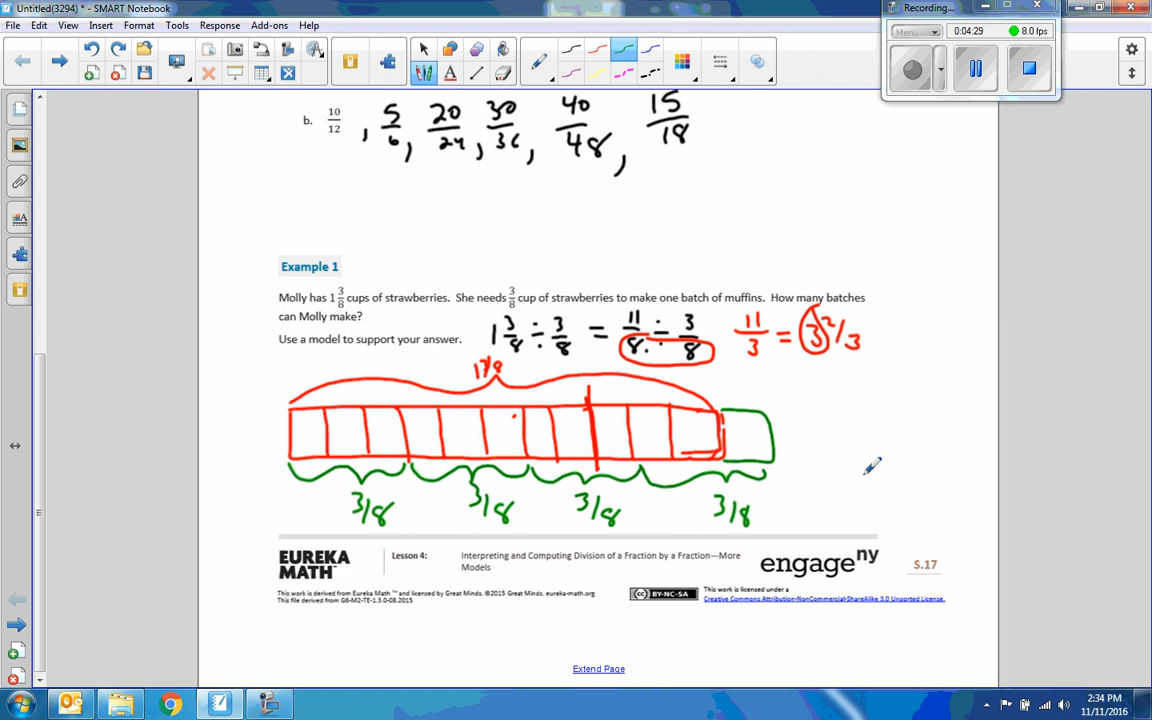 Untitled(3294) * - SMART Notebook
Recording...
File Edit View Insert Format Tools Response Add-ons Help
Menu 0:04:29 8.0 fps
b. 10/12 , 5/6, 20/24, 30/36, 40/48, 15/18
Example 1
Molly has 1 3/8 cups of strawberries. She needs 3/8 cup of strawberries to make one batch of muffins. How many batches
can Molly make?
Use a model to support your answer. 1 3/8 ÷ 3/8 = 11/8 ÷ 3/8 11/3 = 3 2/3
1 3/8
3/8 3/8 3/8 3/8
EUREKA MATH™ Lesson 4: Interpreting and Computing Division of a Fraction by a Fraction—More
Models
engage ny S.17
This work is derived from Eureka Math ™ and licensed by Great Minds. ©2015 Great Minds. eureka-math.org
This file derived from G6-M2-TE-1.3.0-08.2015
CC BY-NC-SA
This work is licensed under a
Creative Commons Attribution-NonCommercial-ShareAlike 3.0 Unported License.
Extend Page
2:34 PM
11/11/2016